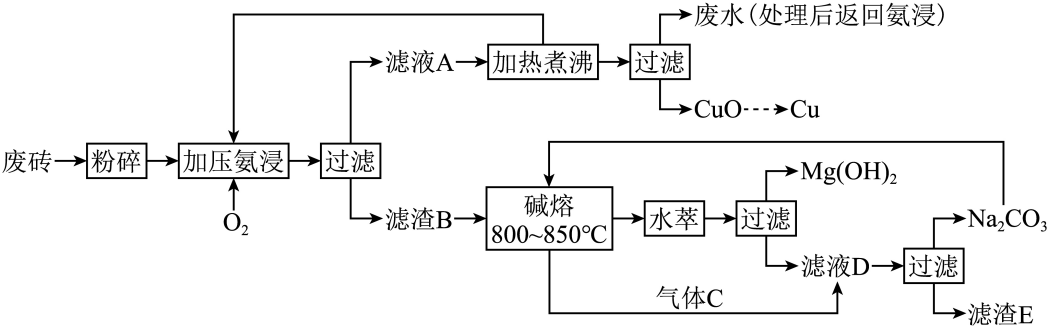 废水(处理后返回氨浸)
滤液A
加热煮沸
过滤
CuO
Cu
废砖
粉碎
加压氨浸
过滤
O₂
滤渣B
碱熔
800~850℃
水萃
过滤
Mg(OH)₂
滤液D
过滤
Na₂CO₃
气体C
滤渣E